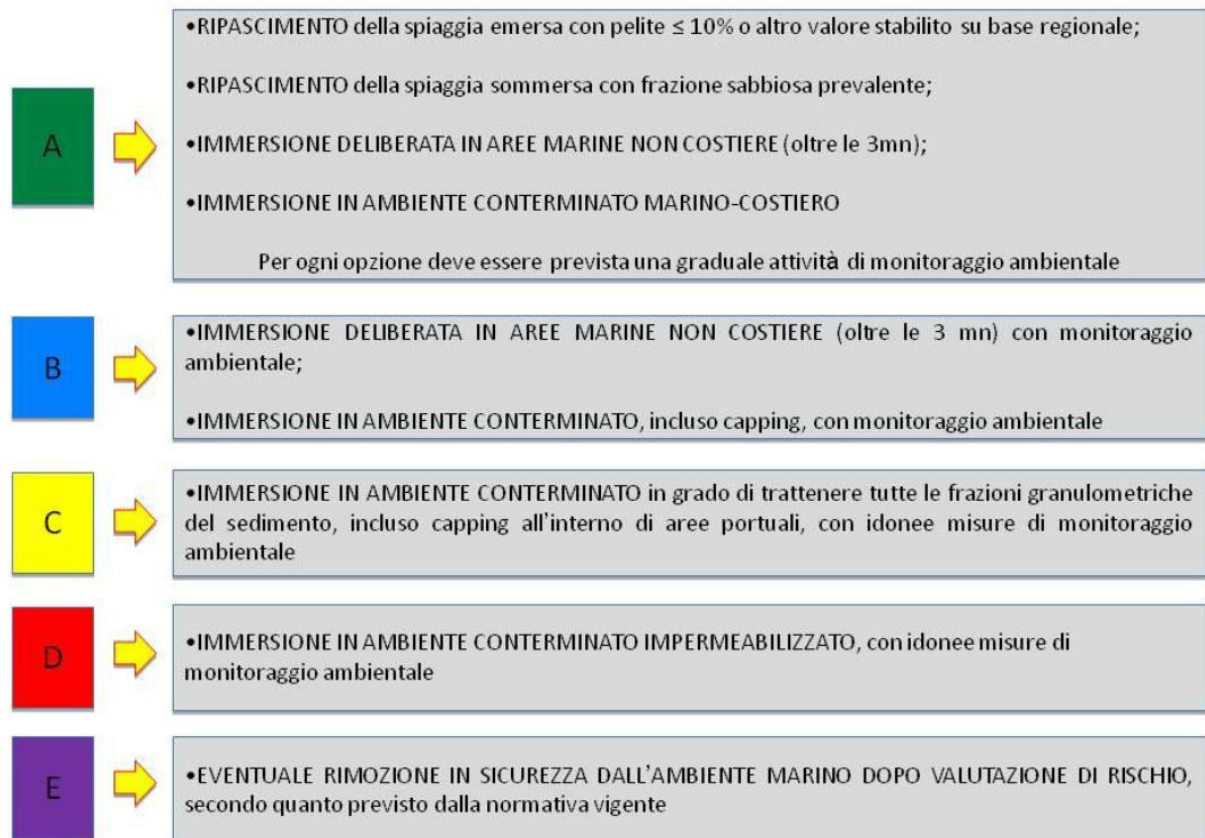 A
•RIPASCIMENTO della spiaggia emersa con pelite ≤ 10% o altro valore stabilito su base regionale;
•RIPASCIMENTO della spiaggia sommersa con frazione sabbiosa prevalente;
•IMMERSIONE DELIBERATA IN AREE MARINE NON COSTIERE (oltre le 3mn);
•IMMERSIONE IN AMBIENTE CONTERMINATO MARINO-COSTIERO
Per ogni opzione deve essere prevista una graduale attività di monitoraggio ambientale
B
•IMMERSIONE DELIBERATA IN AREE MARINE NON COSTIERE (oltre le 3 mn) con monitoraggio
ambientale;
•IMMERSIONE IN AMBIENTE CONTERMINATO, incluso capping, con monitoraggio ambientale
C
•IMMERSIONE IN AMBIENTE CONTERMINATO in grado di trattenere tutte le frazioni granulometriche
del sedimento, incluso capping all'interno di aree portuali, con idonee misure di monitoraggio
ambientale
D
•IMMERSIONE IN AMBIENTE CONTERMINATO IMPERMEABILIZZATO, con idonee misure di
monitoraggio ambientale
E
•EVENTUALE RIMOZIONE IN SICUREZZA DALL'AMBIENTE MARINO DOPO VALUTAZIONE DI RISCHIO,
secondo quanto previsto dalla normativa vigente